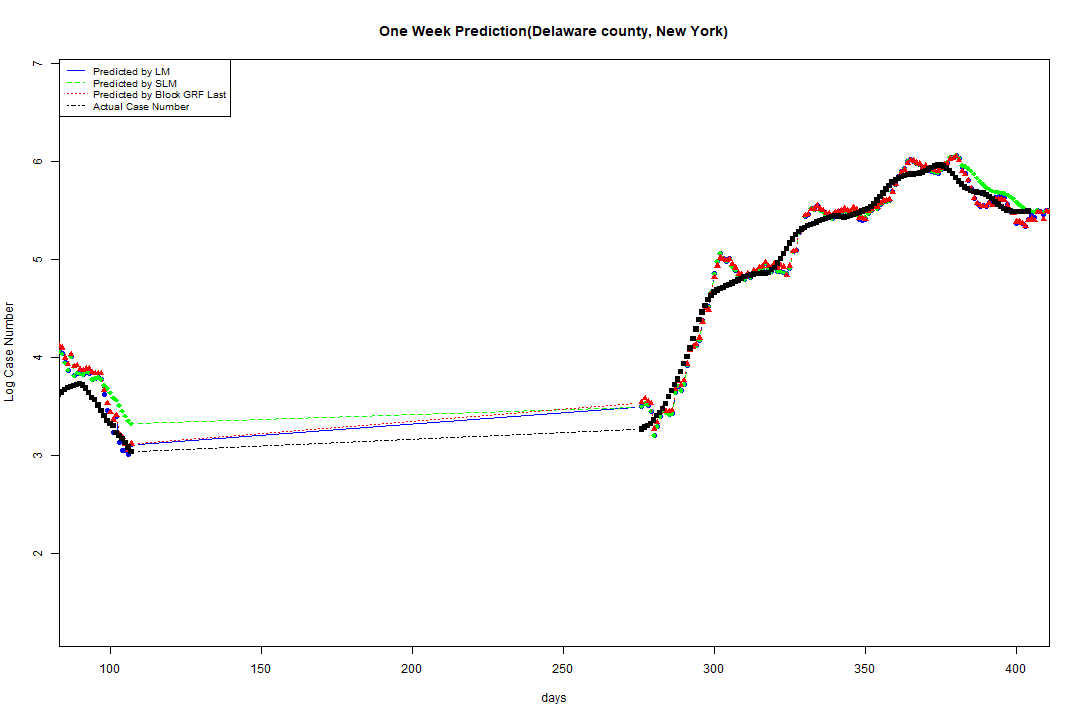 One Week Prediction(Delaware county, New York)
Predicted by LM
Predicted by SLM
Predicted by Block GRF Last
Actual Case Number
Log Case Number
7
6
5
4
3
2
100 150 200 250 300 350 400
days